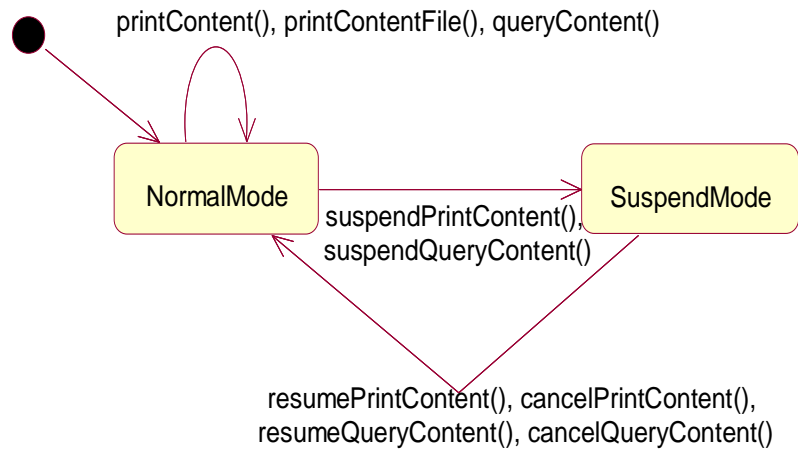 printContent(), printContentFile(), queryContent()
NormalMode
SuspendMode
suspendPrintContent(),
suspendQueryContent()
resumePrintContent(), cancelPrintContent(),
resumeQueryContent(), cancelQueryContent()